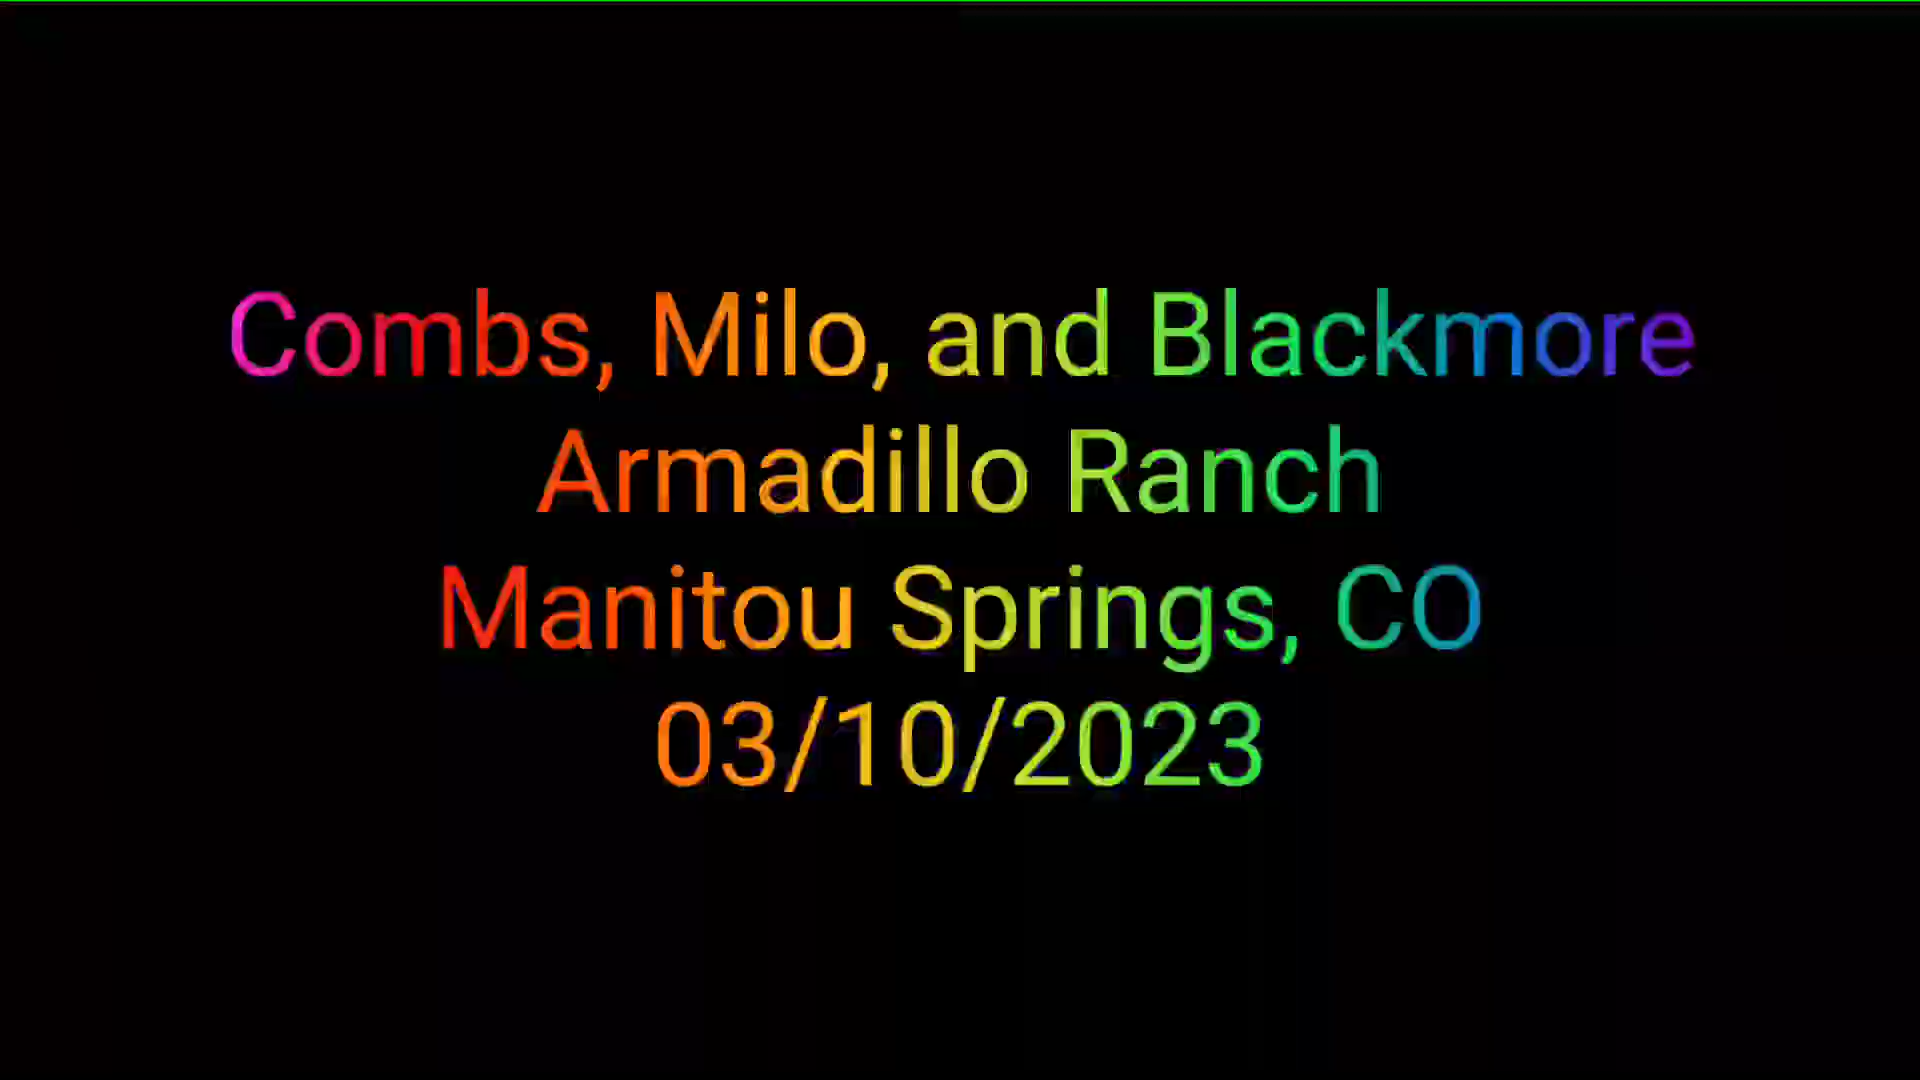 Combs, Milo, and Blackmore
Armadillo Ranch
Manitou Springs, CO
03/10/2023